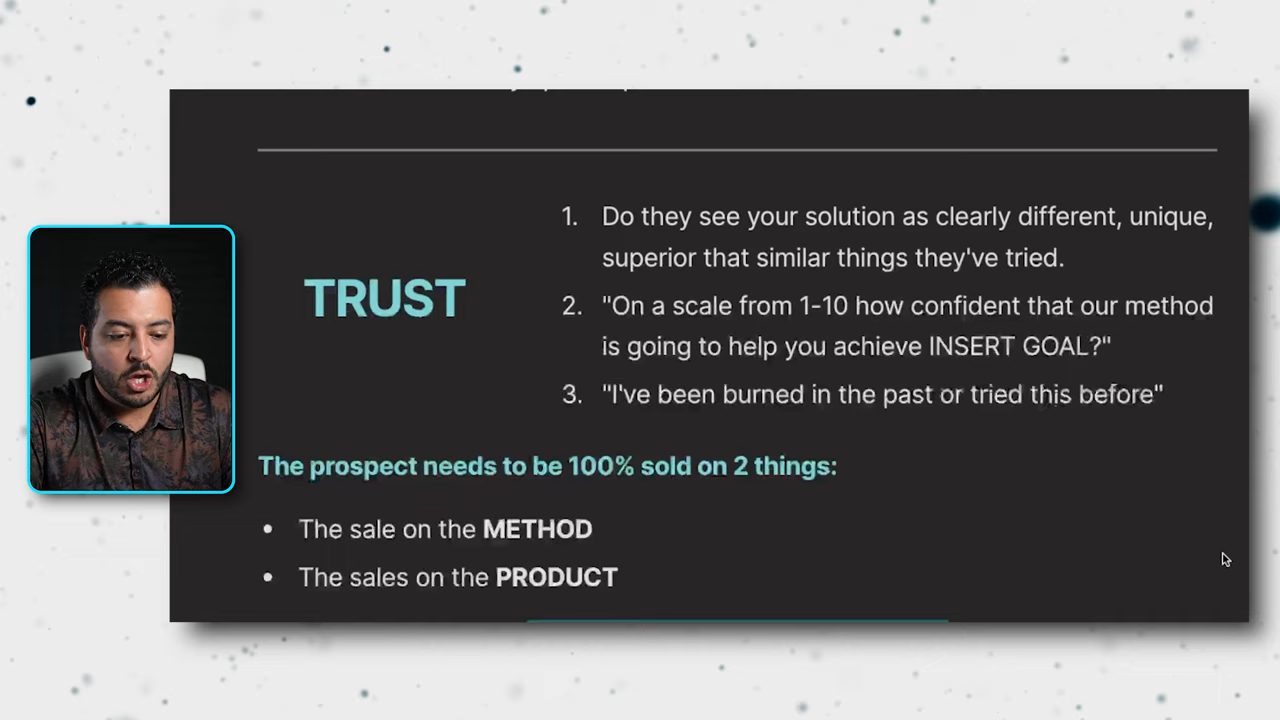 1. Do they see your solution as clearly different, unique,
superior that similar things they've tried.
TRUST
2. "On a scale from 1-10 how confident that our method
is going to help you achieve INSERT GOAL?"
3. "I've been burned in the past or tried this before"
The prospect needs to be 100% sold on 2 things:
• The sale on the METHOD
• The sales on the PRODUCT